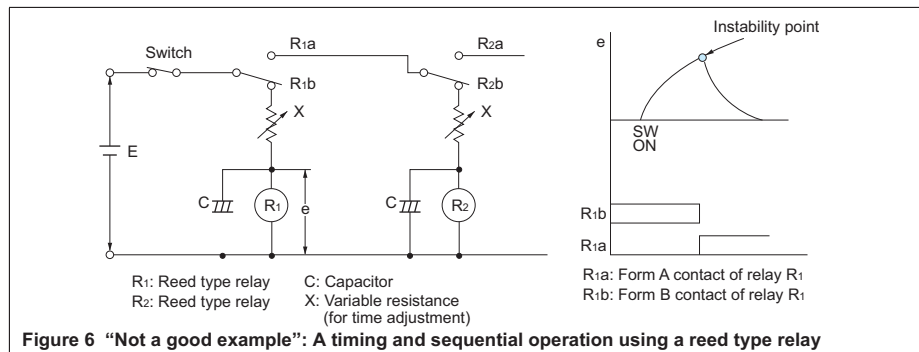 Switch
R1a
R2a
R1b
R2b
X
X
E
C
R1
e
C
R2
R1: Reed type relay
R2: Reed type relay
C: Capacitor
X: Variable resistance
(for time adjustment)
e
Instability point
SW
ON
R1b
R1a
R1a: Form A contact of relay R1
R1b: Form B contact of relay R1
Figure 6 “Not a good example”: A timing and sequential operation using a reed type relay